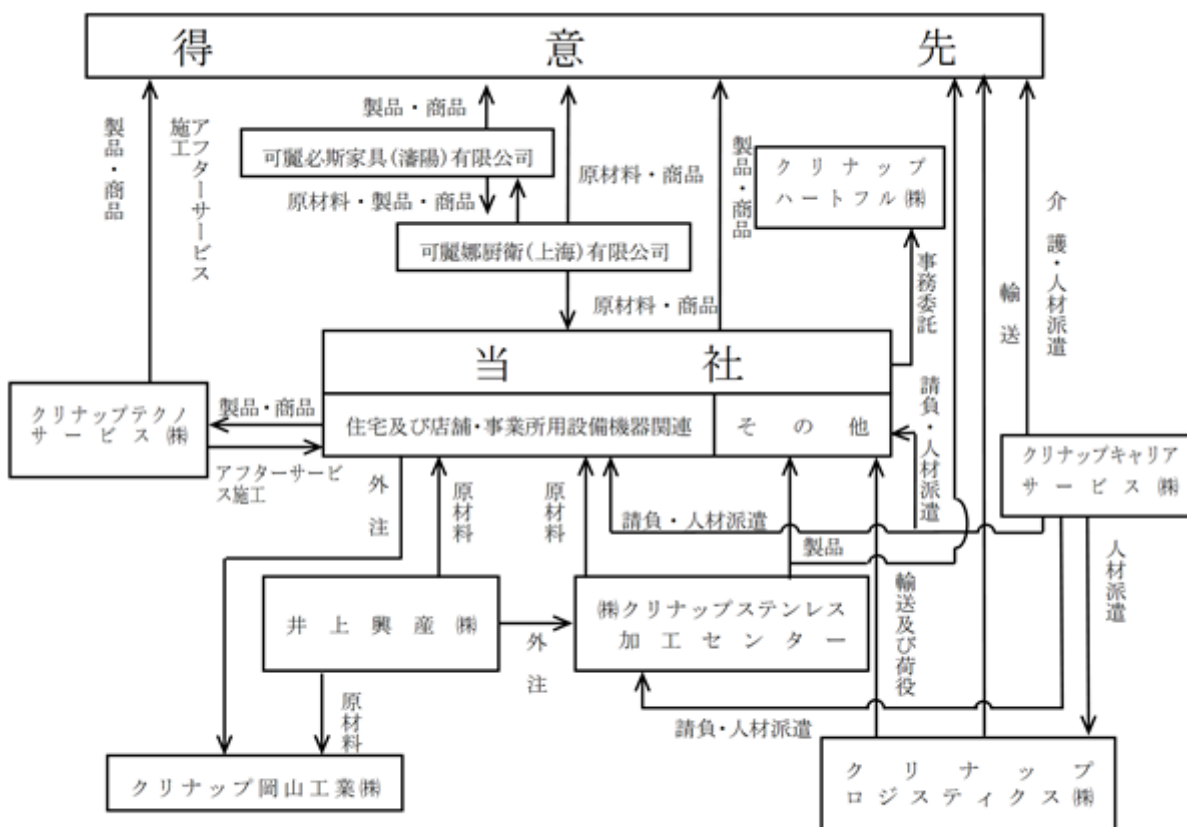 得意先
製品・商品
アフターサービス
施工
製品・商品
可麗必斯家具(瀋陽)有限公司
原材料・製品・商品
原材料・商品
製品・商品
クリナップ
ハートフル㈱
可麗娜厨衛(上海)有限公司
原材料・商品
事務委託
輸送
介護・人材派遣
当社
住宅及び店舗・事業所用設備機器関連
その他
請負・人材派遣
クリナップテクノ
サービス㈱
製品・商品
アフターサービ
ス施工
クリナップキャリア
サービス㈱
外注
原材料
原材料
請負・人材派遣
製品
人材派遣
井上興産㈱
外注
㈱クリナップステンレス
加工センター
輸送及び荷役
原材料
請負・人材派遣
クリナップ岡山工業㈱
クリナップ
ロジスティクス㈱